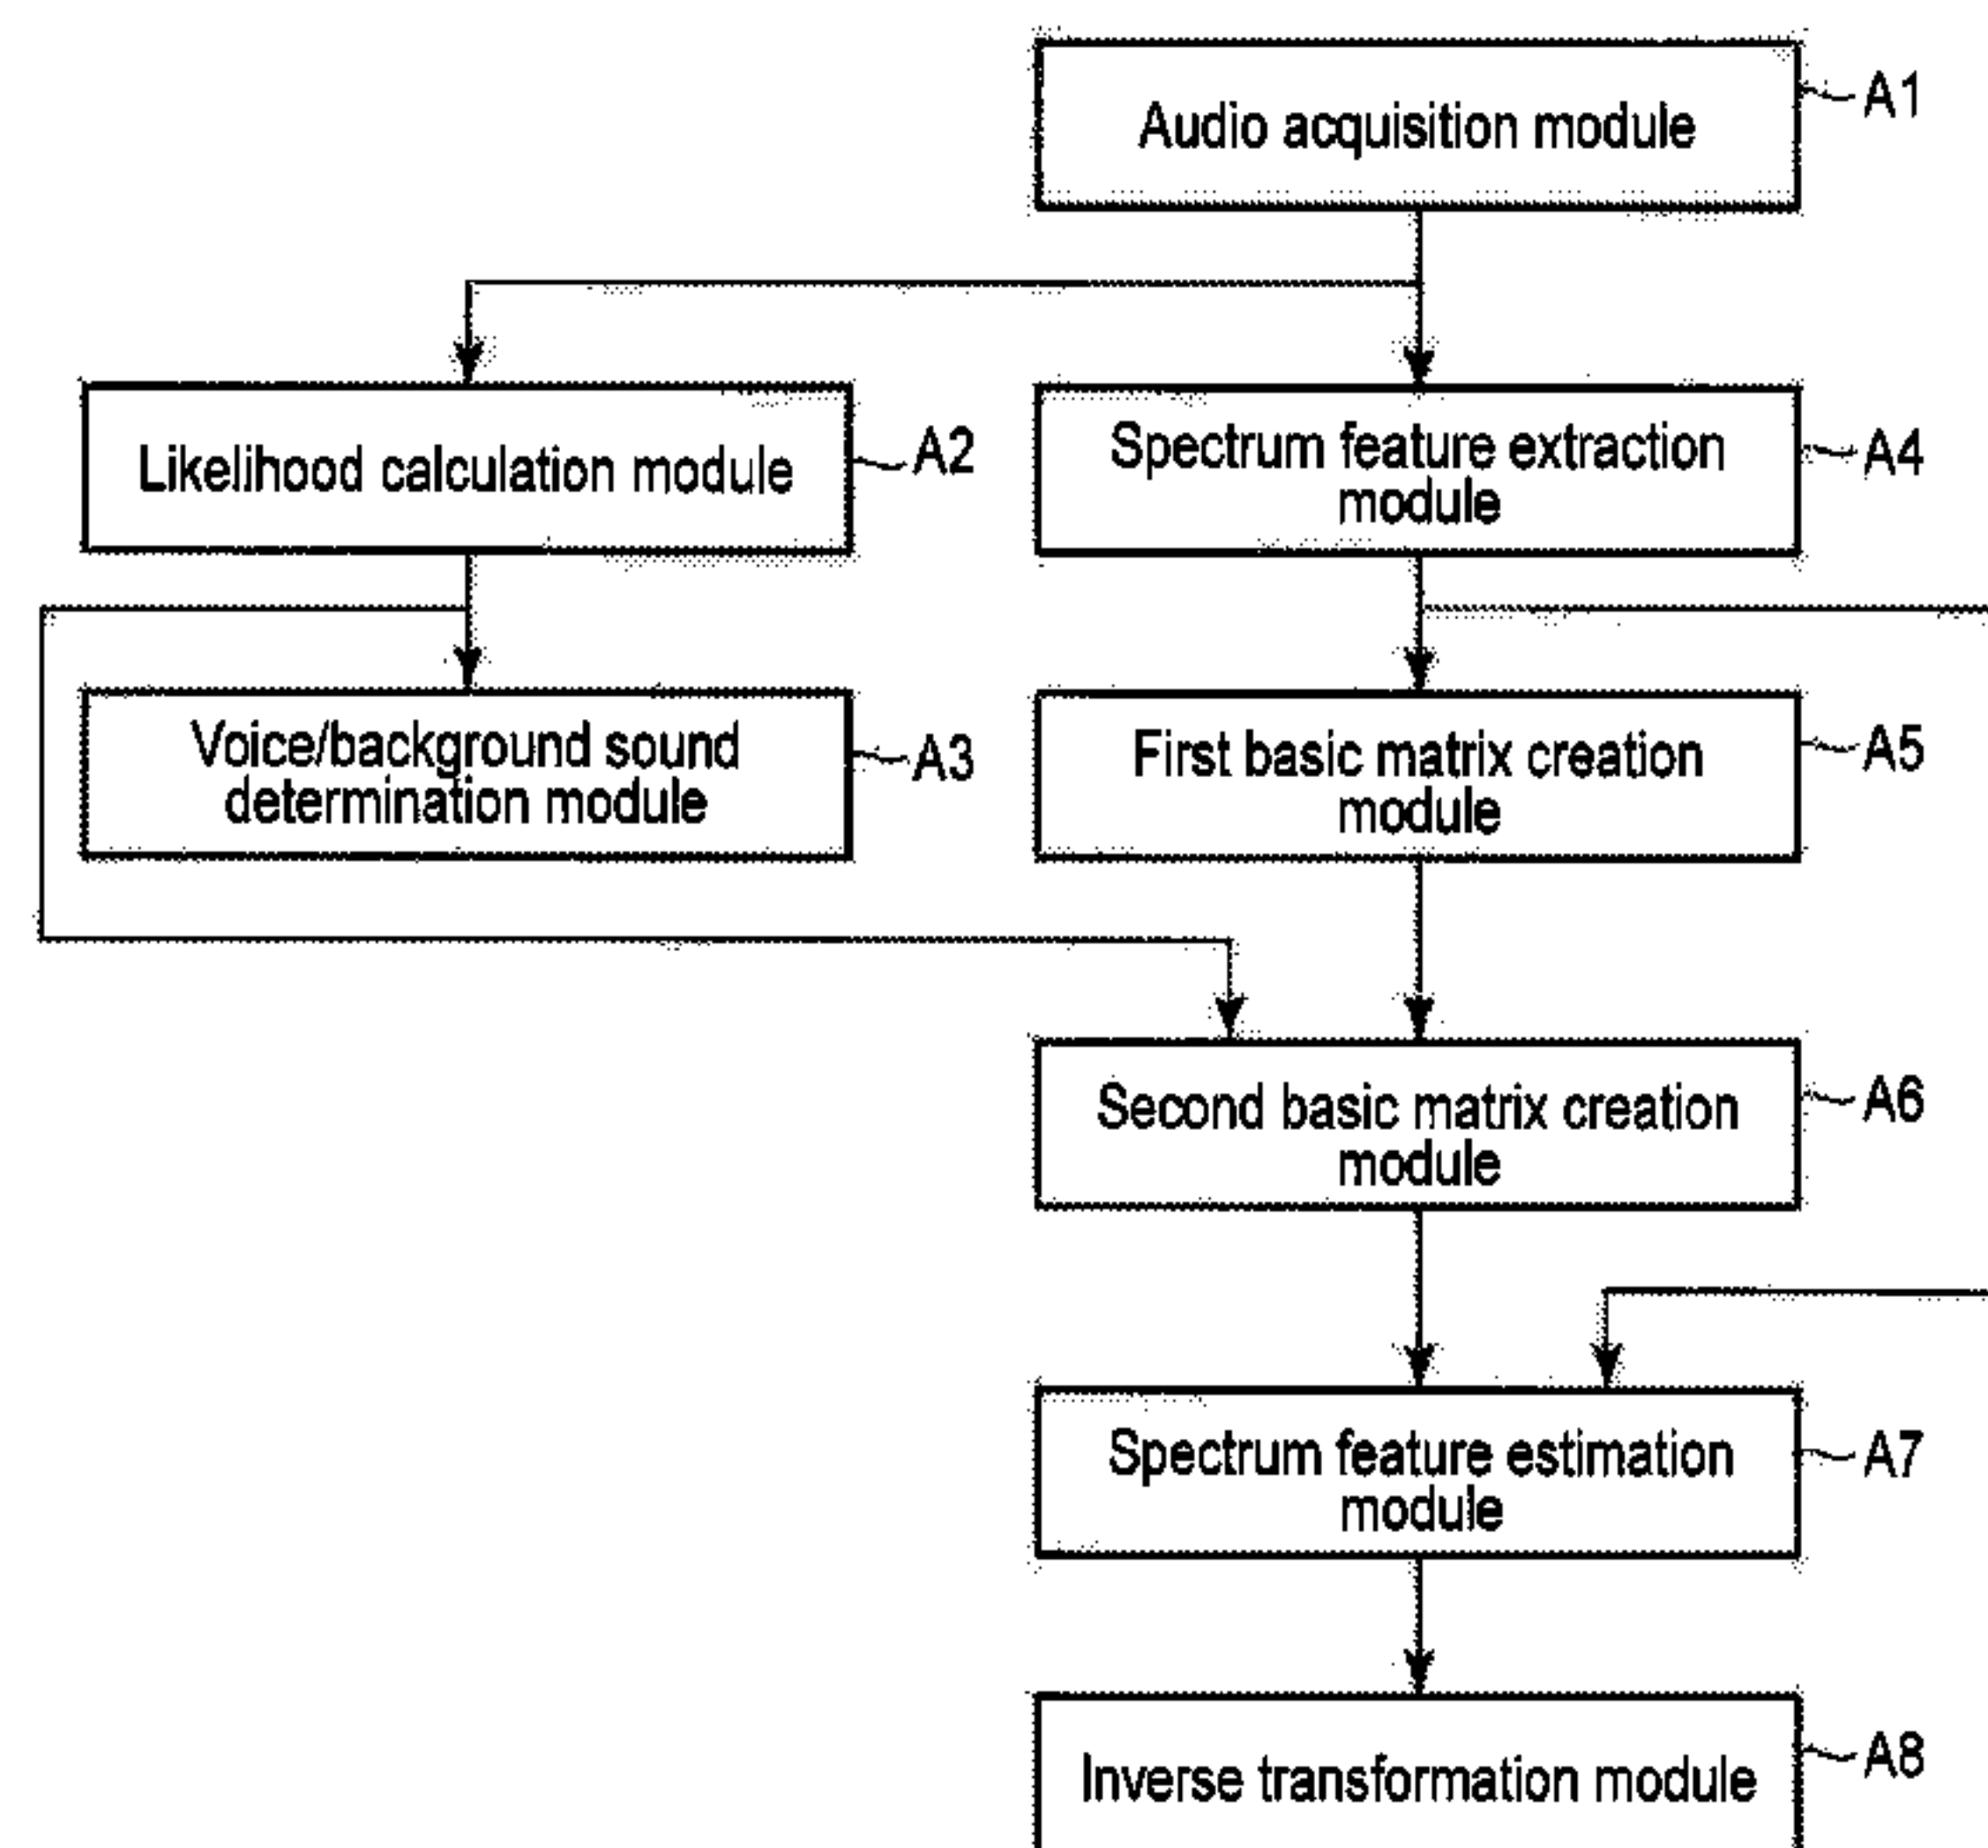 Audio acquisition module
A1
Likelihood calculation module
A2
Spectrum feature extraction
module
A4
Voice/background sound
determination module
A3
First basic matrix creation
module
A5
Second basic matrix creation
module
A6
Spectrum feature estimation
module
A7
Inverse transformation module
A8